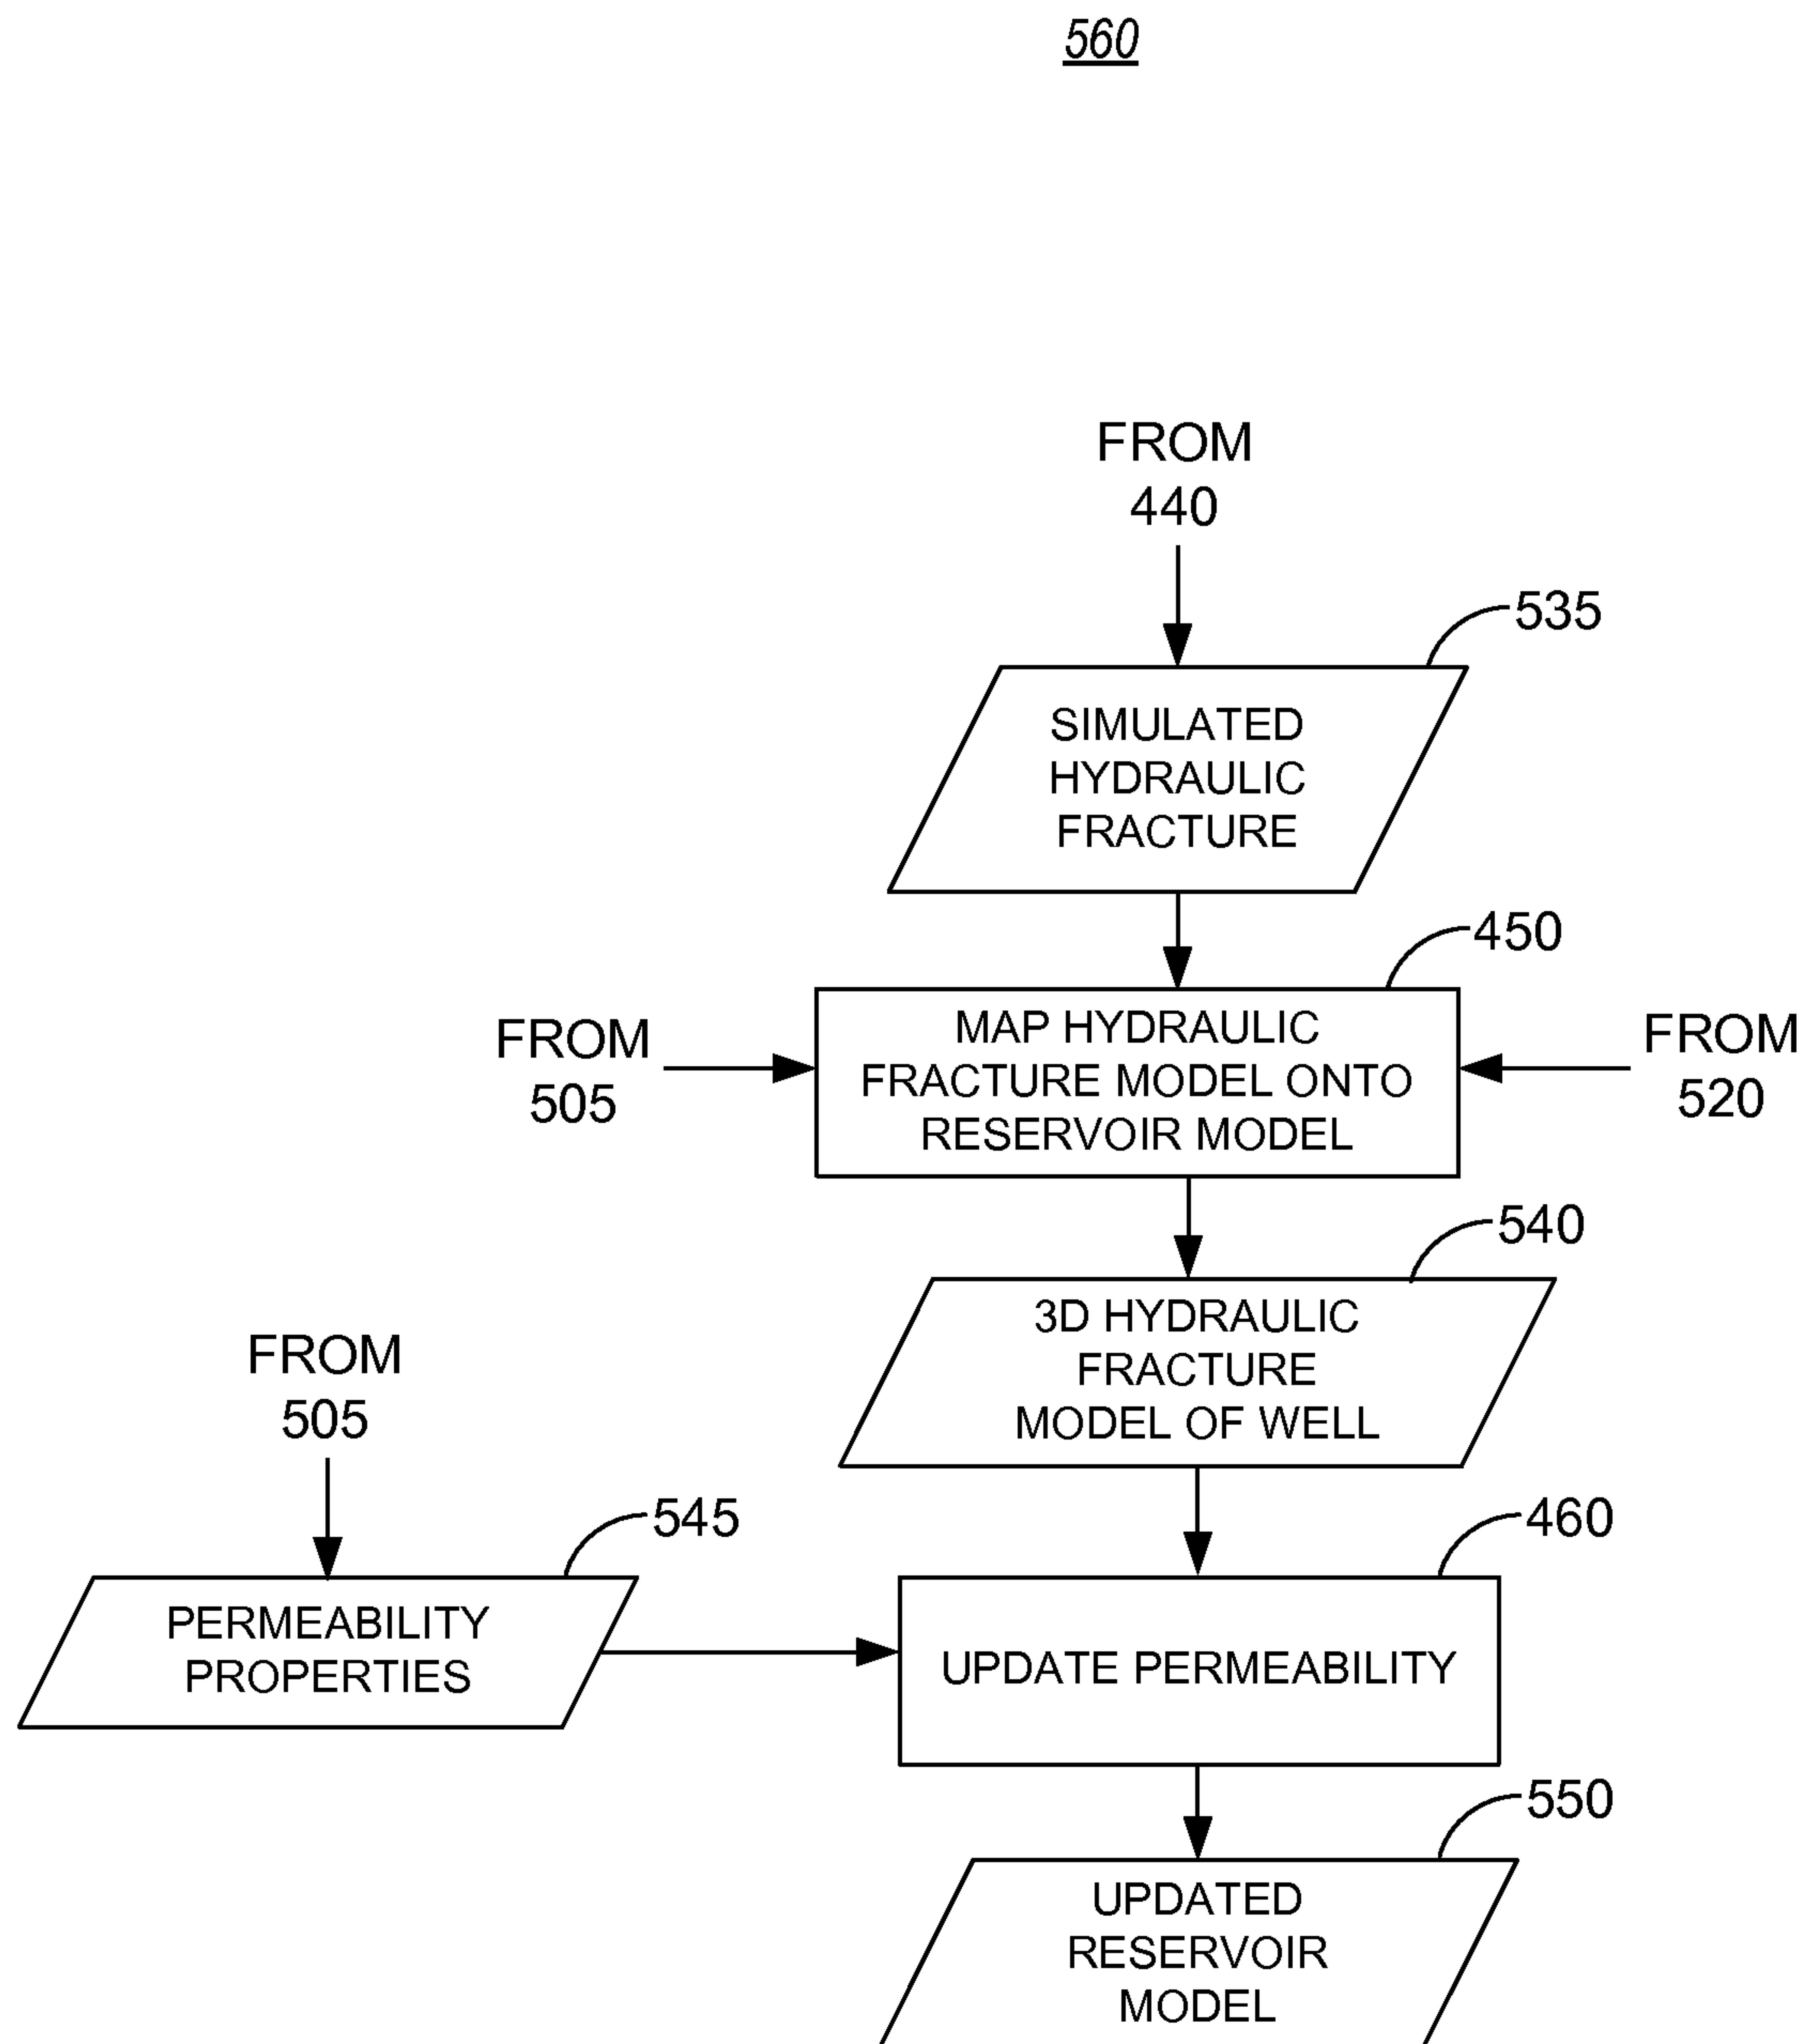 560
FROM
440
535
SIMULATED
HYDRAULIC
FRACTURE
450
FROM
505
MAP HYDRAULIC
FRACTURE MODEL ONTO
RESERVOIR MODEL
FROM
520
540
3D HYDRAULIC
FRACTURE
MODEL OF WELL
FROM
505
545
PERMEABILITY
PROPERTIES
460
UPDATE PERMEABILITY
550
UPDATED
RESERVOIR
MODEL